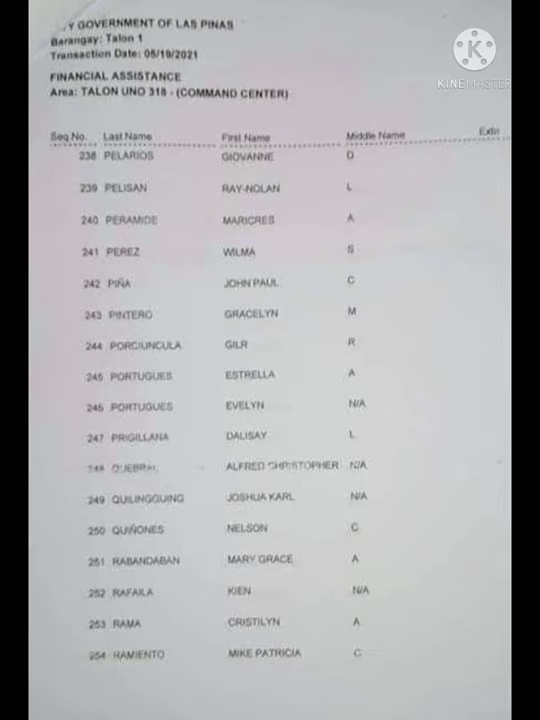 Y GOVERNMENT OF LAS PINAS
Barangay: Talon 1
Transaction Date: 05/19/2021
FINANCIAL ASSISTANCE
Area: TALON UNO 318 - (COMMAND CENTER)
KINEMASTER
Seq No. Last Name First Name Middle Name Extn
238 PELARIOS GIOVANNE O
239 PELISAN RAY-NOLAN L
240 PERAMIDE MARICRES A
241 PEREZ WILMA S
242 PIÑA JOHN PAUL C
243 PINTERO GRACELYN M
244 PORCIUNCULA GILR R
245 PORTUGUES ESTRELLA A
246 PORTUGUES EVELYN N/A
247 PRIGILLANA DALISAY L
248 QUEBRAL ALFRED CHRISTOPHER N/A
249 QUILINGGUING JOSHUA KARL N/A
250 QUIÑONES NELSON C
251 RABANDABAN MARY GRACE A
252 RAFAILA KIEN N/A
253 RAMA CRISTILYN A
254 RAMIENTO MIKE PATRICIA C